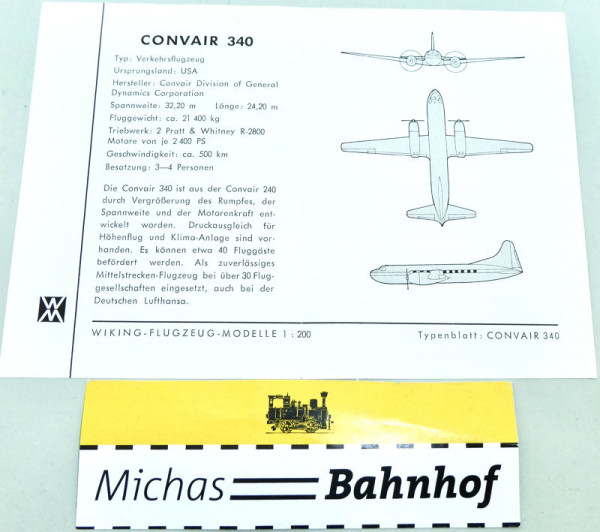 CONVAIR 340
Typ: Verkehrsflugzeug
Ursprungsland: USA
Hersteller: Convair Division of General
Dynamics Corporation
Spannweite: 32,20 m Länge: 24,20 m
Fluggewicht: ca. 21 400 kg
Triebwerk: 2 Pratt & Whitney R-2800
Motore von je 2 400 PS
Geschwindigkeit: ca. 500 km
Besatzung: 3—4 Personen
Die Convair 340 ist aus der Convair 240
durch Vergrößerung des Rumpfes, der
Spannweite und der Motorenkraft ent-
wickelt worden. Druckausgleich für
Höhenflug und Klima-Anlage sind vor-
handen. Es können etwa 40 Fluggäste
befördert werden. Als zuverlässiges
Mittelstrecken-Flugzeug bei über 30 Flug-
gesellschaften eingesetzt, auch bei der
Deutschen Lufthansa.
WIKING-FLUGZEUG-MODELLE 1 : 200
Typenblatt: CONVAIR 340
Michas Bahnhof